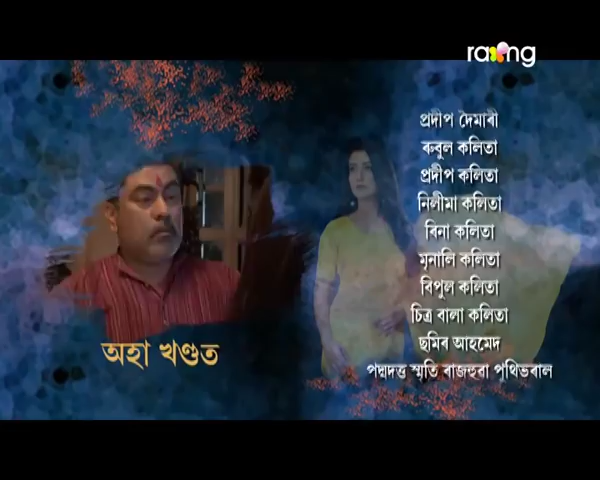 rang
প্ৰদীপ দৈমাৰী
ৰুবুল কলিতা
প্ৰদীপ কলিতা
নিলীমা কলিতা
বিনা কলিতা
মৃনালি কলিতা
বিপুল কলিতা
চিত্ৰ বালা কলিতা
ছমিৰ আহমেদ
পদ্মদত্ত স্মৃতি ৰাজহুৱা পুথিভৰাল
অহা খণ্ডত